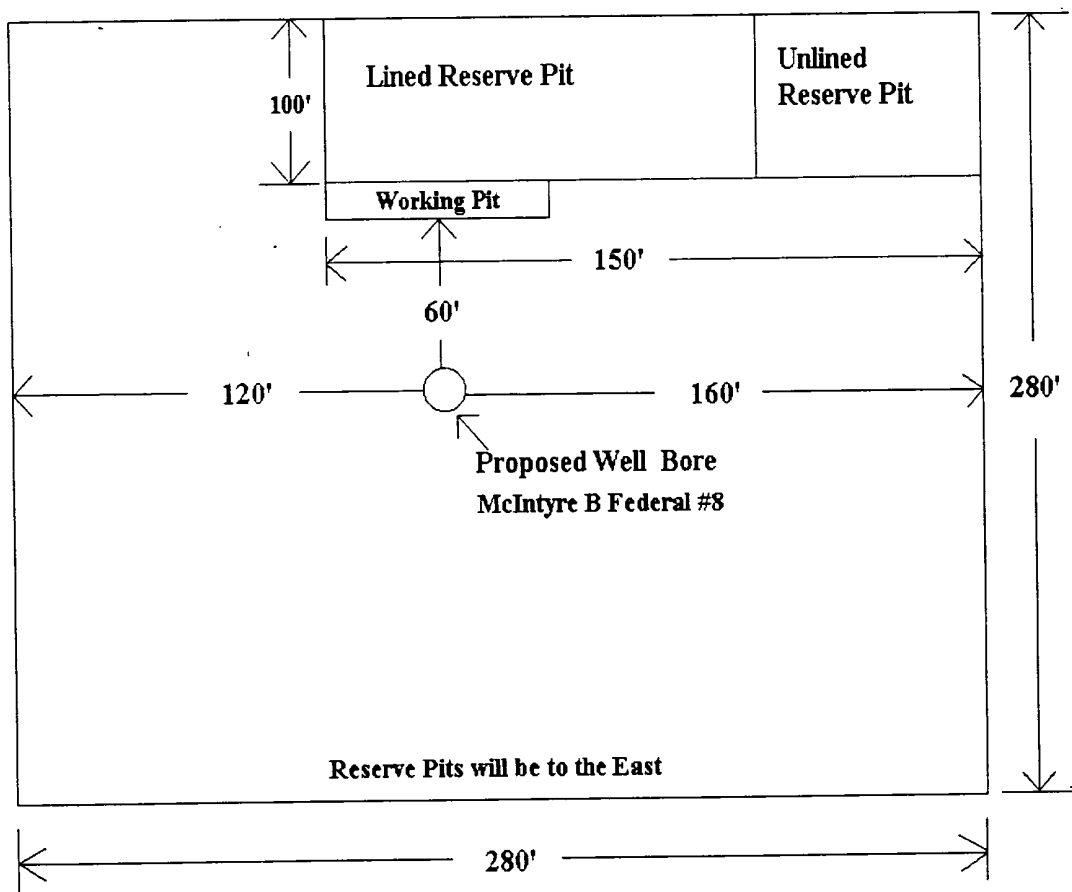 Lined Reserve Pit
Unlined
Reserve Pit
100'
Working Pit
150'
60'
120'
160'
280'
Proposed Well Bore
McIntyre B Federal #8
Reserve Pits will be to the East
280'